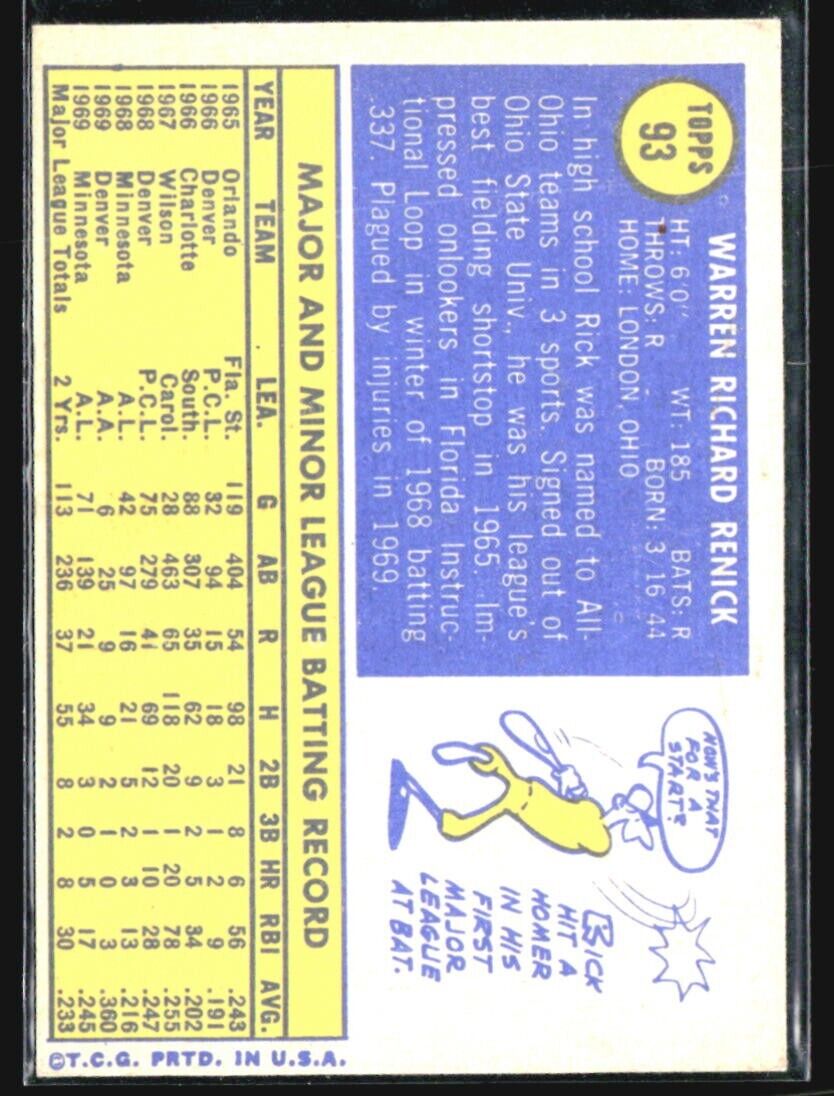 TOPPS
93
WARREN RICHARD RENICK
HT: 6'0" WT: 185 BATS: R
THROWS: R BORN: 3/16/44
HOME: LONDON, OHIO
In high school Rick was named to All-
Ohio teams in 3 sports. Signed out of
Ohio State Univ., he was his league's
best fielding shortstop in 1965. Im-
pressed onlookers in Florida Instruc-
tional Loop in winter of 1968 batting
.337. Plagued by injuries in 1969.
HOW'S THAT
FOR A
START?
RICK
HIT A
HOMER
IN HIS
FIRST
MAJOR
LEAGUE
AT BAT.
MAJOR AND MINOR LEAGUE BATTING RECORD
YEAR TEAM LEA. G AB R H 2B 3B HR RBI AVG.
1965 Orlando Fla. St. 119 404 54 98 21 8 6 56 .243
1966 Denver P.C.L. 32 94 15 18 3 1 2 9 .191
1966 Charlotte South. 88 307 35 62 9 2 5 34 .202
1967 Wilson Carol. 28 463 65 118 20 1 20 78 .255
1968 Denver P.C.L. 75 279 41 69 12 1 10 28 .247
1968 Minnesota A.L. 42 97 16 21 5 2 3 13 .216
1969 Denver A.A. 6 25 9 9 2 1 0 3 .360
1969 Minnesota A.L. 71 139 21 34 3 0 5 17 .245
Major League Totals 2 Yrs. 113 236 37 55 8 2 8 30 .233
©T.C.G. PRTD. IN U.S.A.